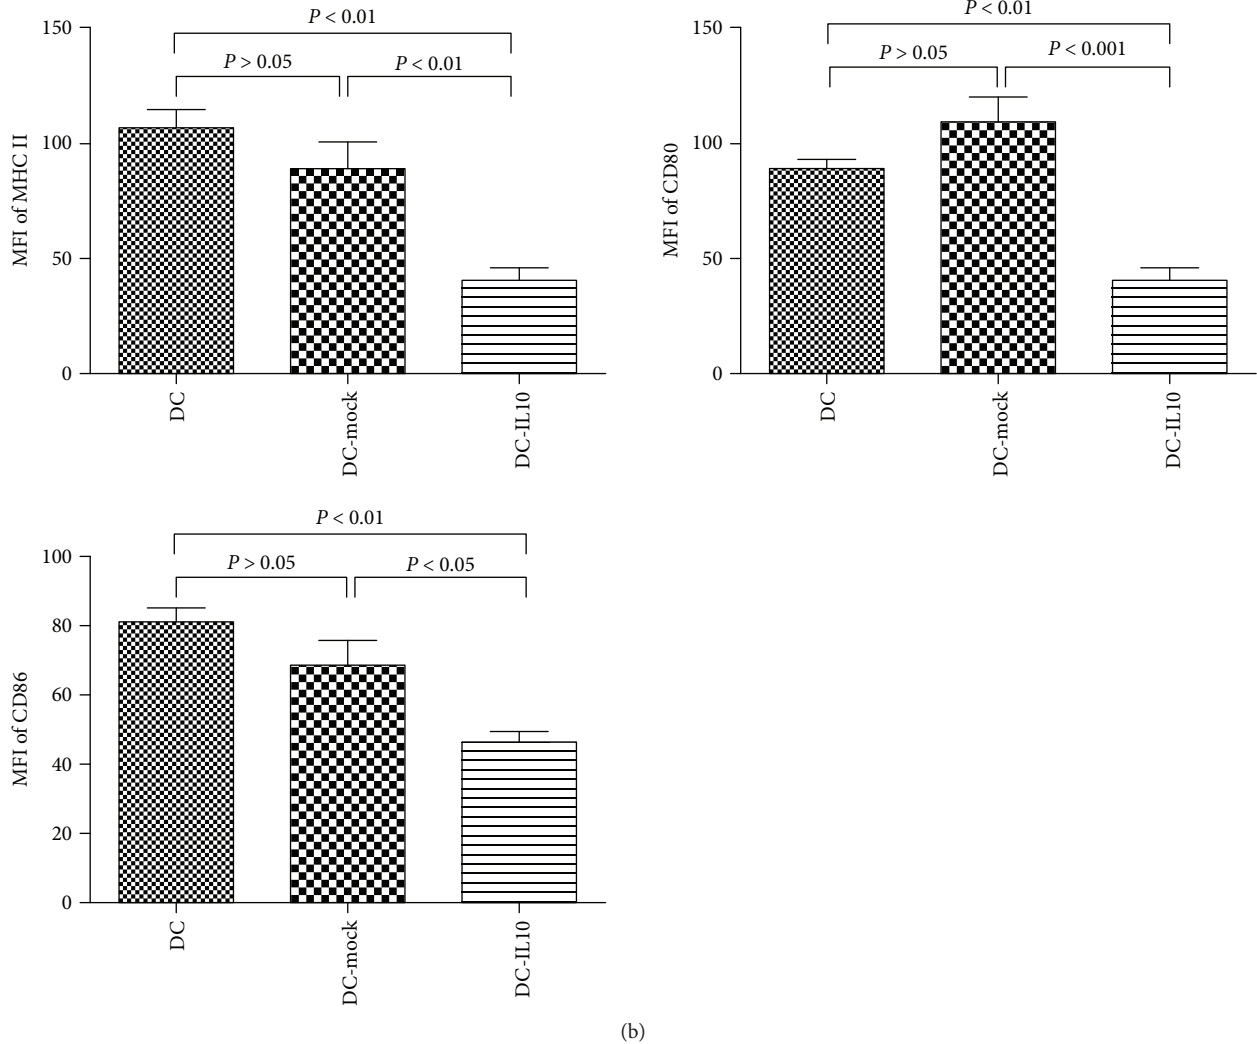 P < 0.01
P > 0.05
P < 0.01
150
100
50
0
MFI of MHC II
DC
DC-mock
DC-IL10
P < 0.01
P > 0.05
P < 0.001
150
100
50
0
MFI of CD80
DC
DC-mock
DC-IL10
P < 0.01
P > 0.05
P < 0.05
100
80
60
40
20
0
MFI of CD86
DC
DC-mock
DC-IL10
(b)